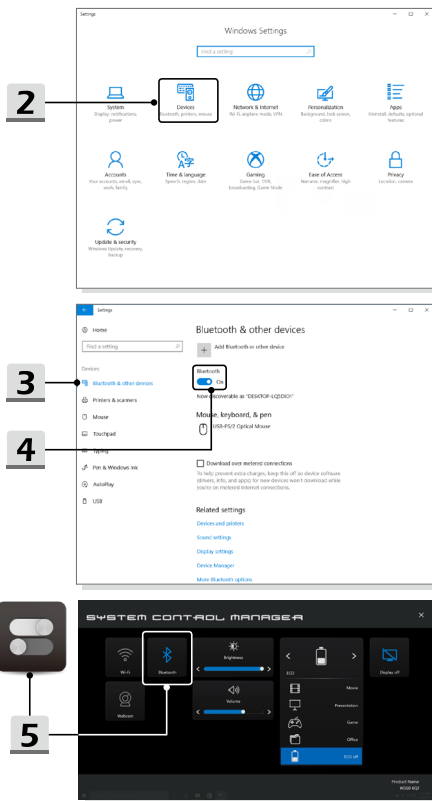 Settings
Windows Settings
Find a setting
2
System
Display, notifications,
power
Devices
Bluetooth, printers, mouse
Network & Internet
Wi-Fi, airplane mode, VPN
Personalization
Background, lock screen,
colors
Apps
Uninstall, defaults, optional
features
Accounts
Your accounts, email, sync,
work, family
Time & language
Speech, region, date
Gaming
Game bar, DVR,
broadcasting, Game Mode
Ease of Access
Narrator, magnifier, high
contrast
Privacy
Location, camera
Update & security
Windows Update, recovery,
backup
Settings
Home
Find a setting
Devices
3
Bluetooth & other devices
Printers & scanners
Mouse
4
Touchpad
Typing
Pen & Windows Ink
AutoPlay
USB
Bluetooth & other devices
Add Bluetooth or other device
Bluetooth
On
Now discoverable as "DESKTOP-LQ5DIOI"
Mouse, keyboard, & pen
USB-PS/2 Optical Mouse
Download over metered connections
To help prevent extra charges, keep this off so device software
(drivers, info, and apps) for new devices won't download while
you're on metered Internet connections.
Related settings
Devices and printers
Sound settings
Display settings
Device Manager
More Bluetooth options
SYSTEM CONTROL MANAGER
Wi-Fi
Bluetooth
Brightness
ECO
Display off
Webcam
Volume
Movie
Presentation
Game
Office
ECO off
5
Product Name
WS60 6QJ